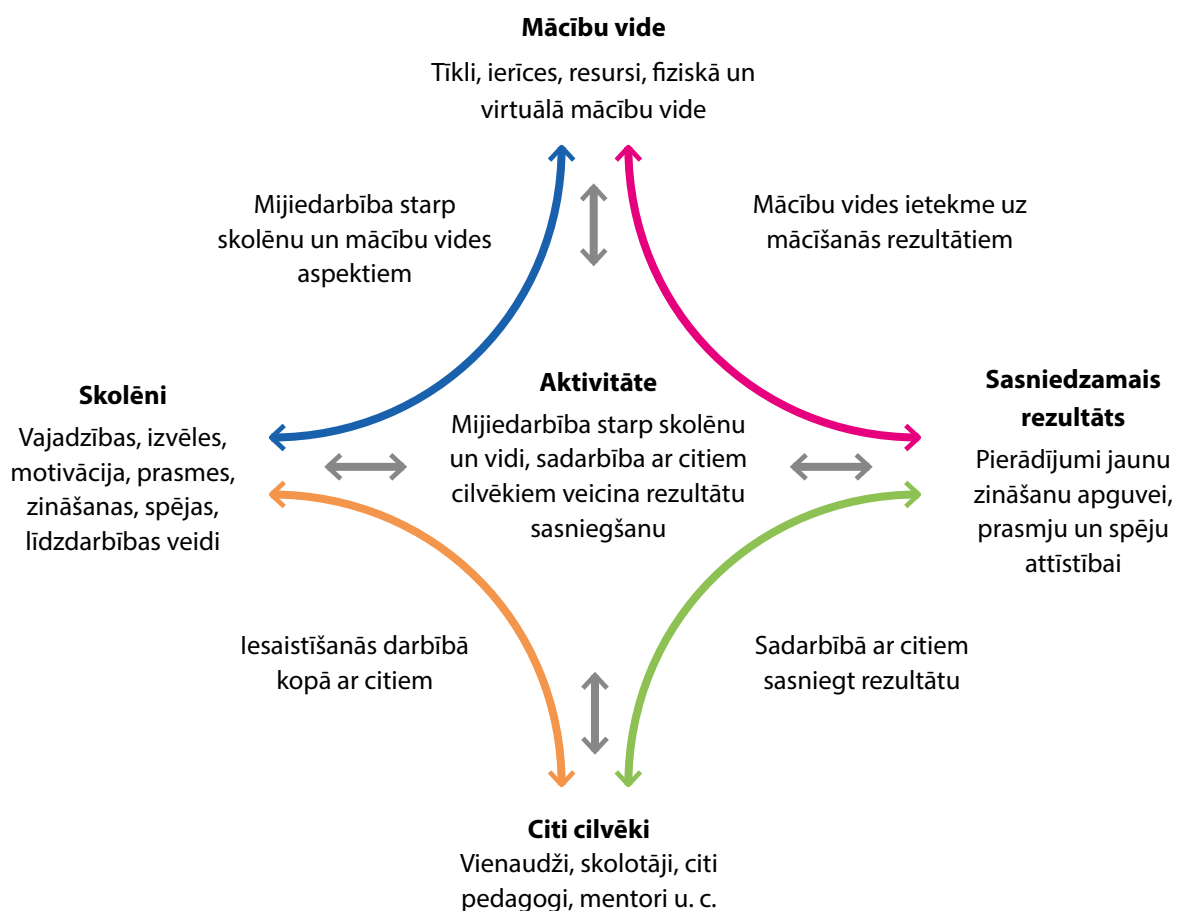 Mācību vide
Tīkli, ierīces, resursi, fiziskā un
virtuālā mācību vide
Mijiedarbība starp
skolēnu un mācību vides
aspektiem
Mācību vides ietekme uz
mācīšanās rezultātiem
Skolēni
Vajadzības, izvēles,
motivācija, prasmes,
zināšanas, spējas,
līdzdarbības veidi
Aktivitāte
Mijiedarbība starp skolēnu
un vidi, sadarbība ar citiem
cilvēkiem veicina rezultātu
sasniegšanu
Sasniedzamais
rezultāts
Pierādījumi jaunu
zināšanu apguvei,
prasmju un spēju
attīstībai
Iesaistīšanās darbībā
kopā ar citiem
Sadarbībā ar citiem
sasniegt rezultātu
Citi cilvēki
Vienaudži, skolotāji, citi
pedagogi, mentori u. c.